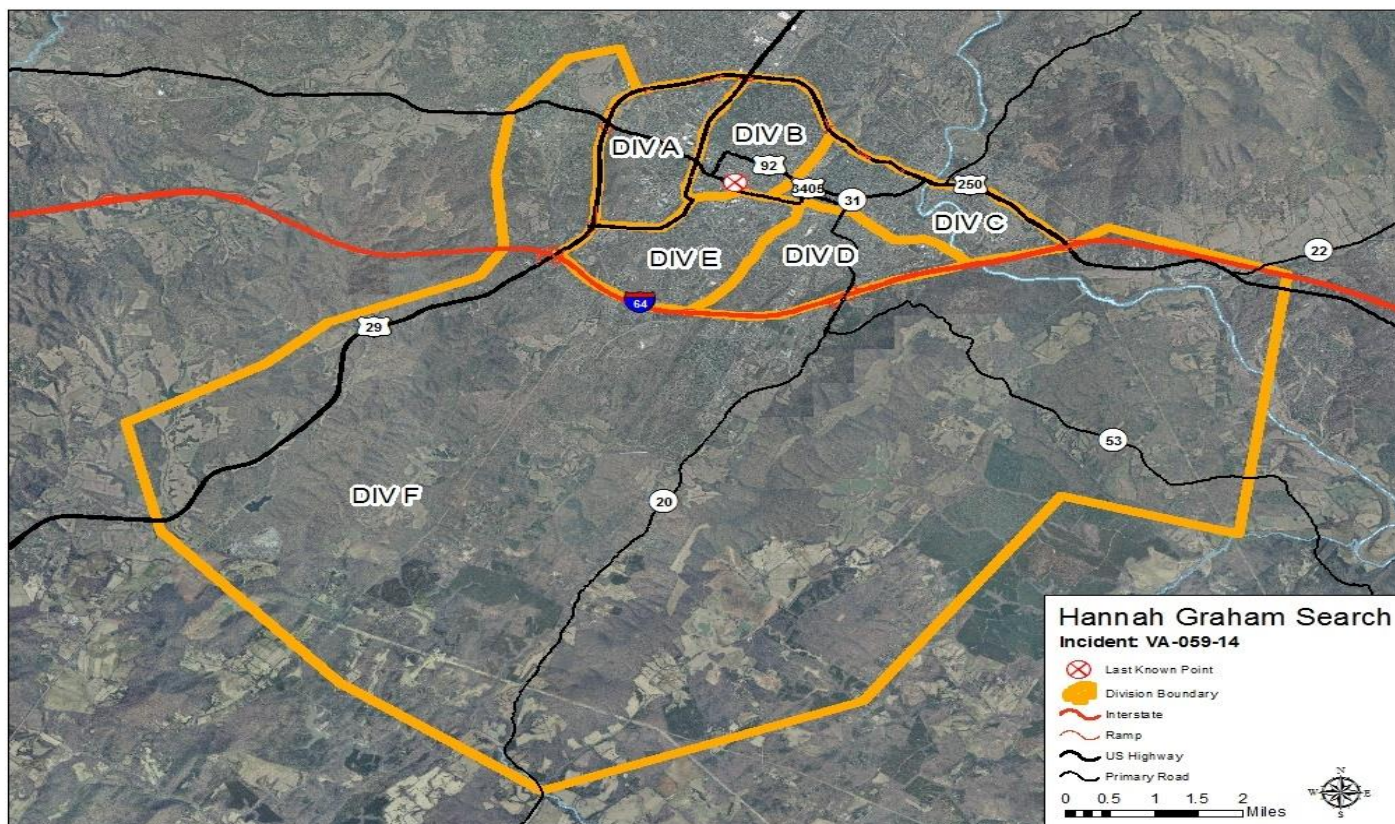 DIV A
DIV B
92
3405
31
250
DIV C
DIV E
DIV D
22
64
29
53
DIV F
20
Hannah Graham Search
Incident: VA-059-14
Last Known Point
Division Boundary
Interstate
Ramp
US Highway
Primary Road
0 0.5 1 2
Miles
N
W E
S